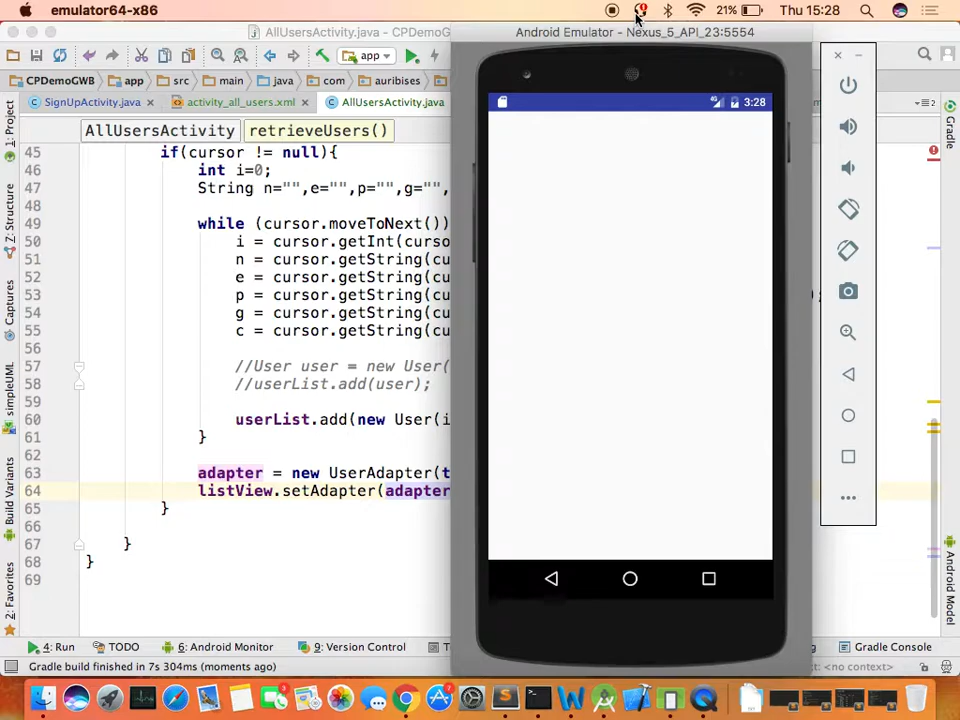 emulator64-x86
21%
Thu 15:28
AllUsersActivity.java - CPDemoG
Android Emulator - Nexus_5_API_23:5554
app
CPDemoGWB
app
src
main
java
com
auribises
SignUpActivity.java
activity_all_users.xml
AllUsersActivity.java
AllUsersActivity
retrieveUsers()
3:28
1: Project
7: Structure
Captures
simpleUML
Build Variants
2: Favorites
Gradle
Android Model
45 if(cursor != null){
46 int i=0;
47 String n="",e="",p="",g="",
48
49 while (cursor.moveToNext())
50 i = cursor.getInt(curso
51 n = cursor.getString(cu
52 e = cursor.getString(cu
53 p = cursor.getString(cu
54 g = cursor.getString(cu
55 c = cursor.getString(cu
56
57 //User user = new User(
58 //userList.add(user);
59
60 userList.add(new User(i
61 }
62
63 adapter = new UserAdapter(t
64 listView.setAdapter(adapter
65 }
66
67 }
68 }
69
4: Run
TODO
6: Android Monitor
9: Version Control
Gradle Console
Gradle build finished in 7s 304ms (moments ago)
t: <no context>